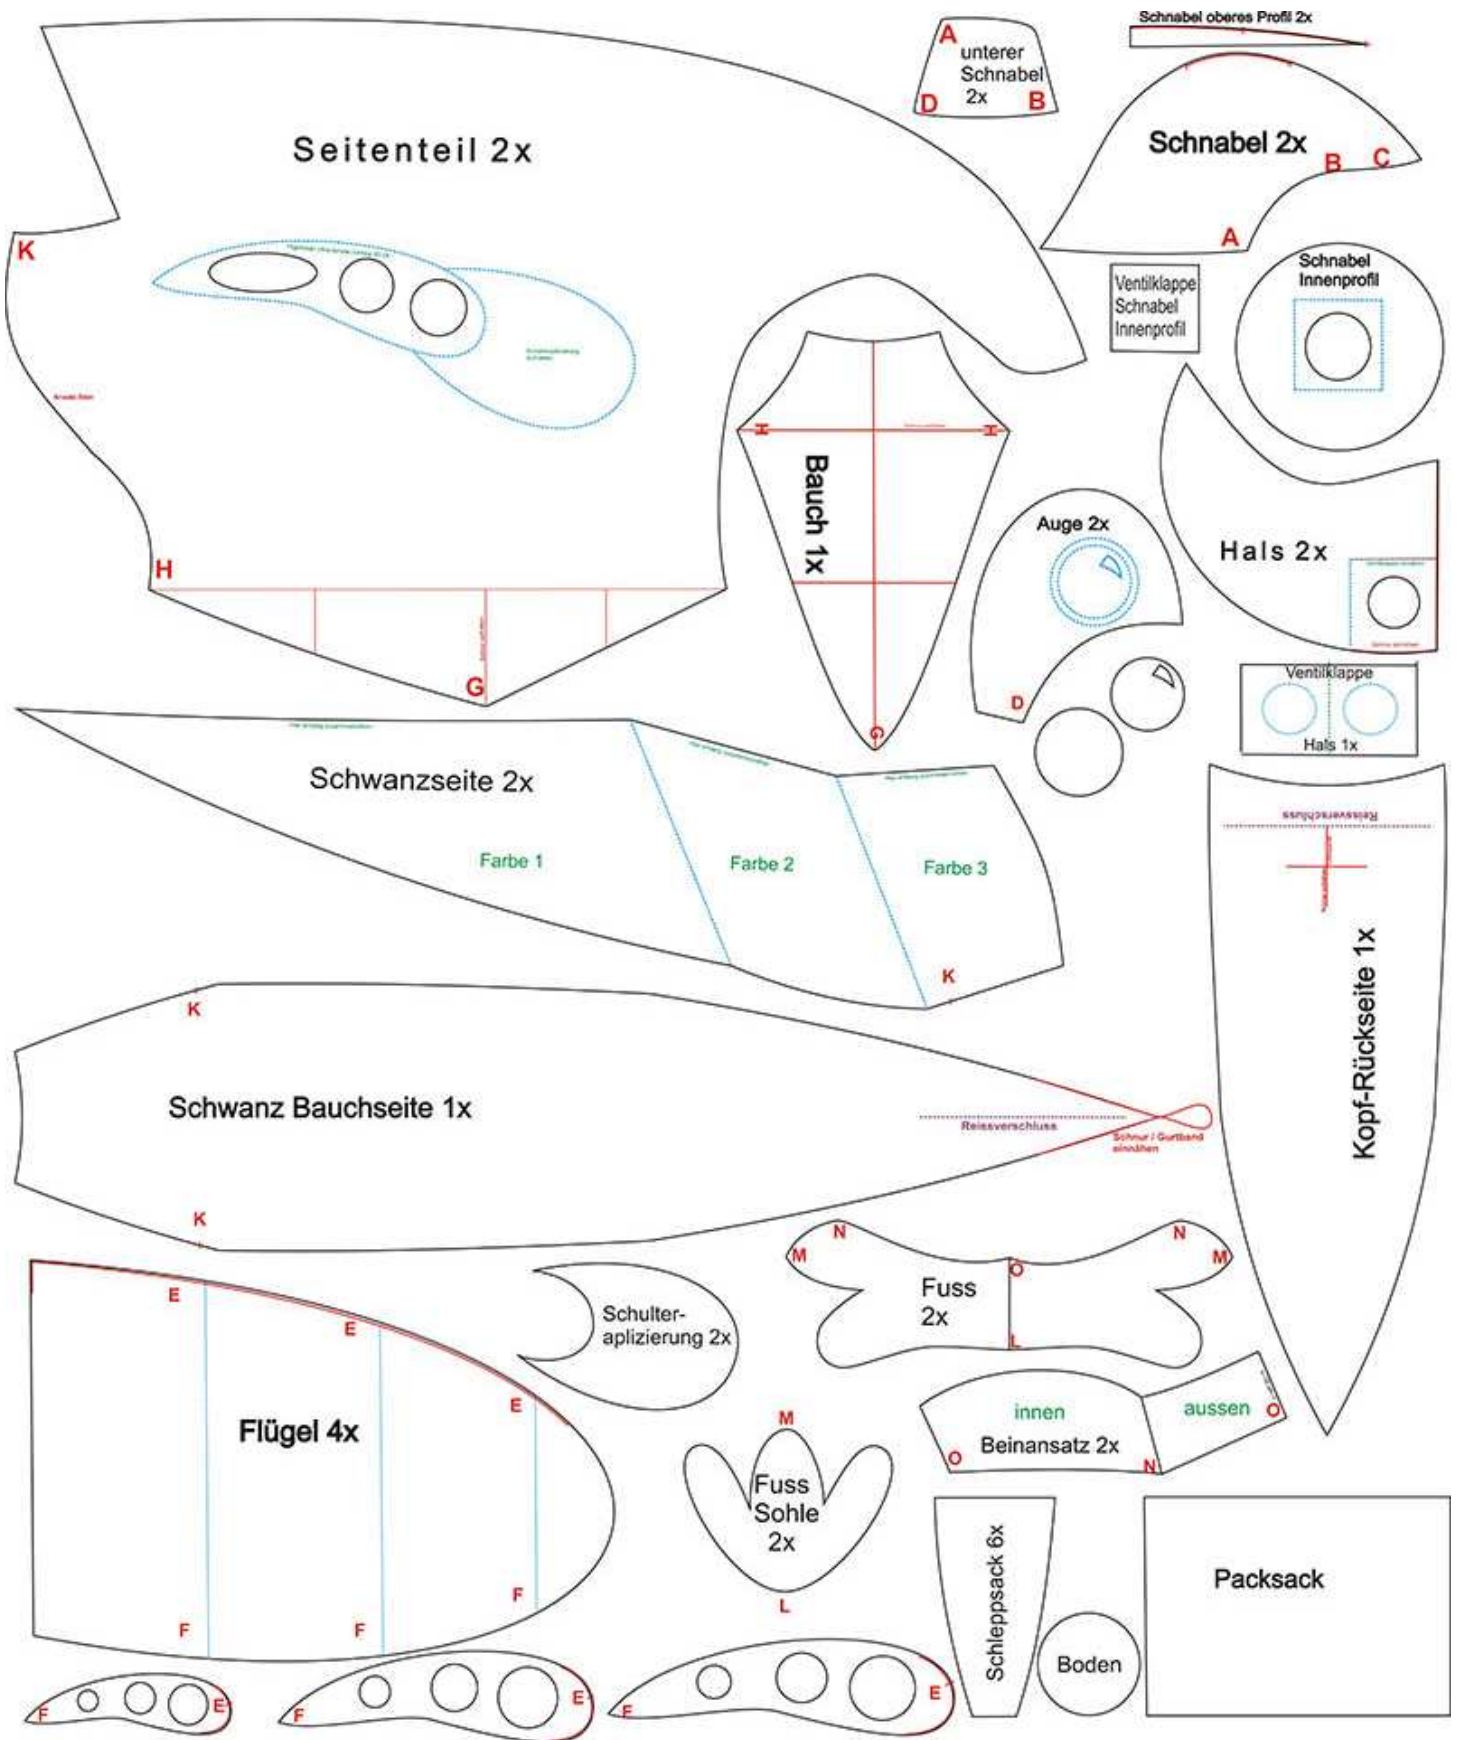 Schnabel oberes Profil 2x
A
unterer
Schnabel
2x
D
B
Seitenteil 2x
Schnabel 2x
B
C
A
K
Schnabel
Innenprofil
Ventilklappe
Schnabel
Innenprofil
H
H
Bauch 1x
Auge 2x
Hals 2x
H
G
G
D
Ventilklappe
Hals 1x
Schwanzseite 2x
Reissverschluss
Farbe 1
Farbe 2
Farbe 3
K
Kopf-Rückseite 1x
K
Schwanz Bauchseite 1x
Reissverschluss
Schnur / Gurtband
einnähen
K
N
N
M
M
O
Fuss
2x
L
E
E
E
Schulter-
aplizierung 2x
Flügel 4x
innen
aussen
O
Beinansatz 2x
O
N
M
Fuss
Sohle
2x
L
F
F
F
Schleppsack 6x
Packsack
Boden
F
E
F
E
F
E